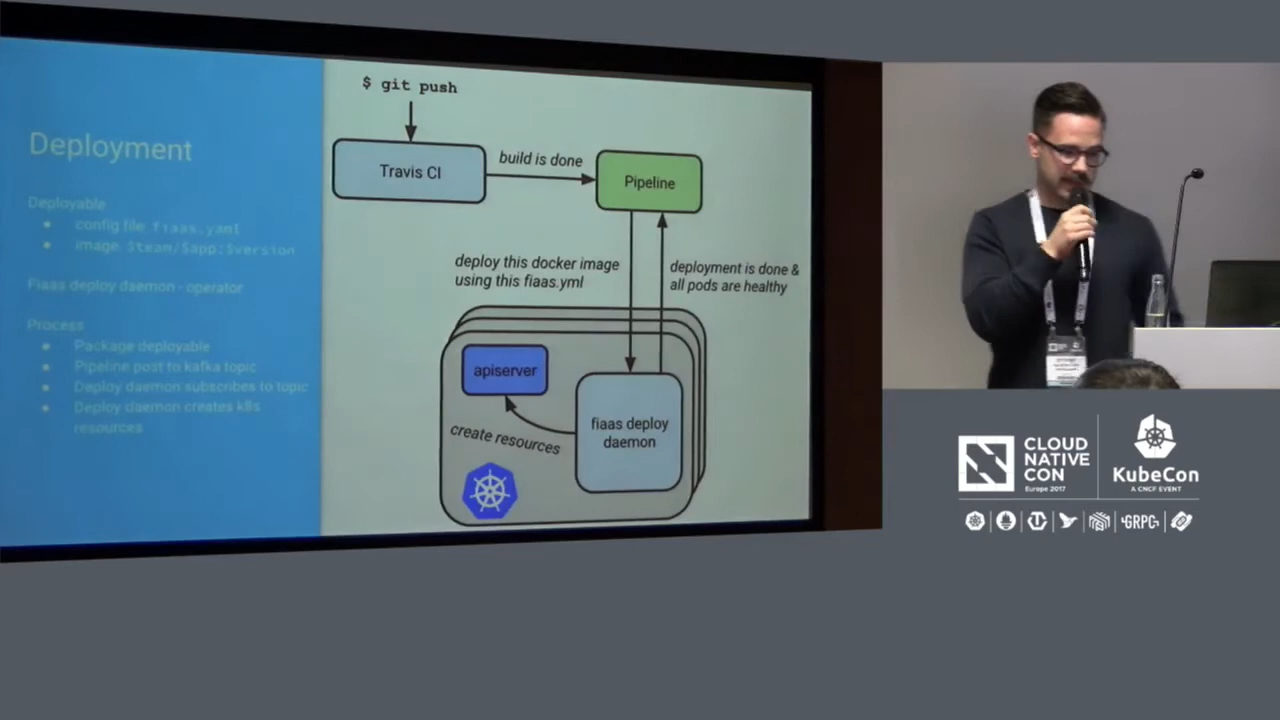 Deployment
Deployable
config file fiaas.yaml
image $team/$app:$version
Fiaas deploy daemon - operator
Process
Package deployable
Pipeline post to kafka topic
Deploy daemon subscribes to topic
Deploy daemon creates k8s
resources
$ git push
Travis CI
build is done
Pipeline
deploy this docker image
using this fiaas.yml
deployment is done &
all pods are healthy
apiserver
create resources
fiaas deploy
daemon
CLOUD
NATIVE
CON
Europe 2017
KubeCon
A CNCF EVENT
GRPC